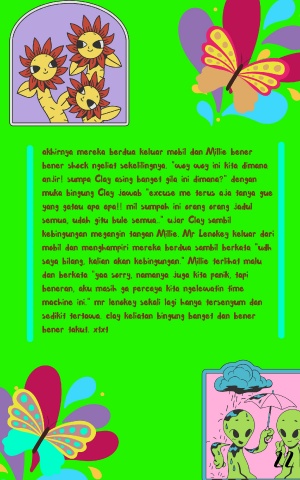 akhirnya mereka berdua keluar mobil dan Millie bener
bener shock ngeliat sekelilingnya, "way way ini kita dimana
anjir! sumpa Clay asing banget gila ini dimana?" dengan
muka bingung Clay jawab "excuse me terus aja tanya gue
yang gatau apa apa!! mil sumpah ini orang orang jadul
semua, udah gitu bule semua.." ujar Clay sambil
kebingungan megangin tangan Millie. Mr Lenokey keluar dari
mobil dan menghampiri mereka berdua sambil berkata "udh
saya bilang, kalian akan kebingungan." Millie terlihat malu
dan berkata "yaa sorry, namanya juga kita panik, tapi
beneran, aku masih ga percaya kita ngelewatin time
machine ini." mr lenokey sekali lagi hanya tersenyum dan
sedikit tertawa, clay keliatan bingung banget dan bener
bener takut. xixi
22